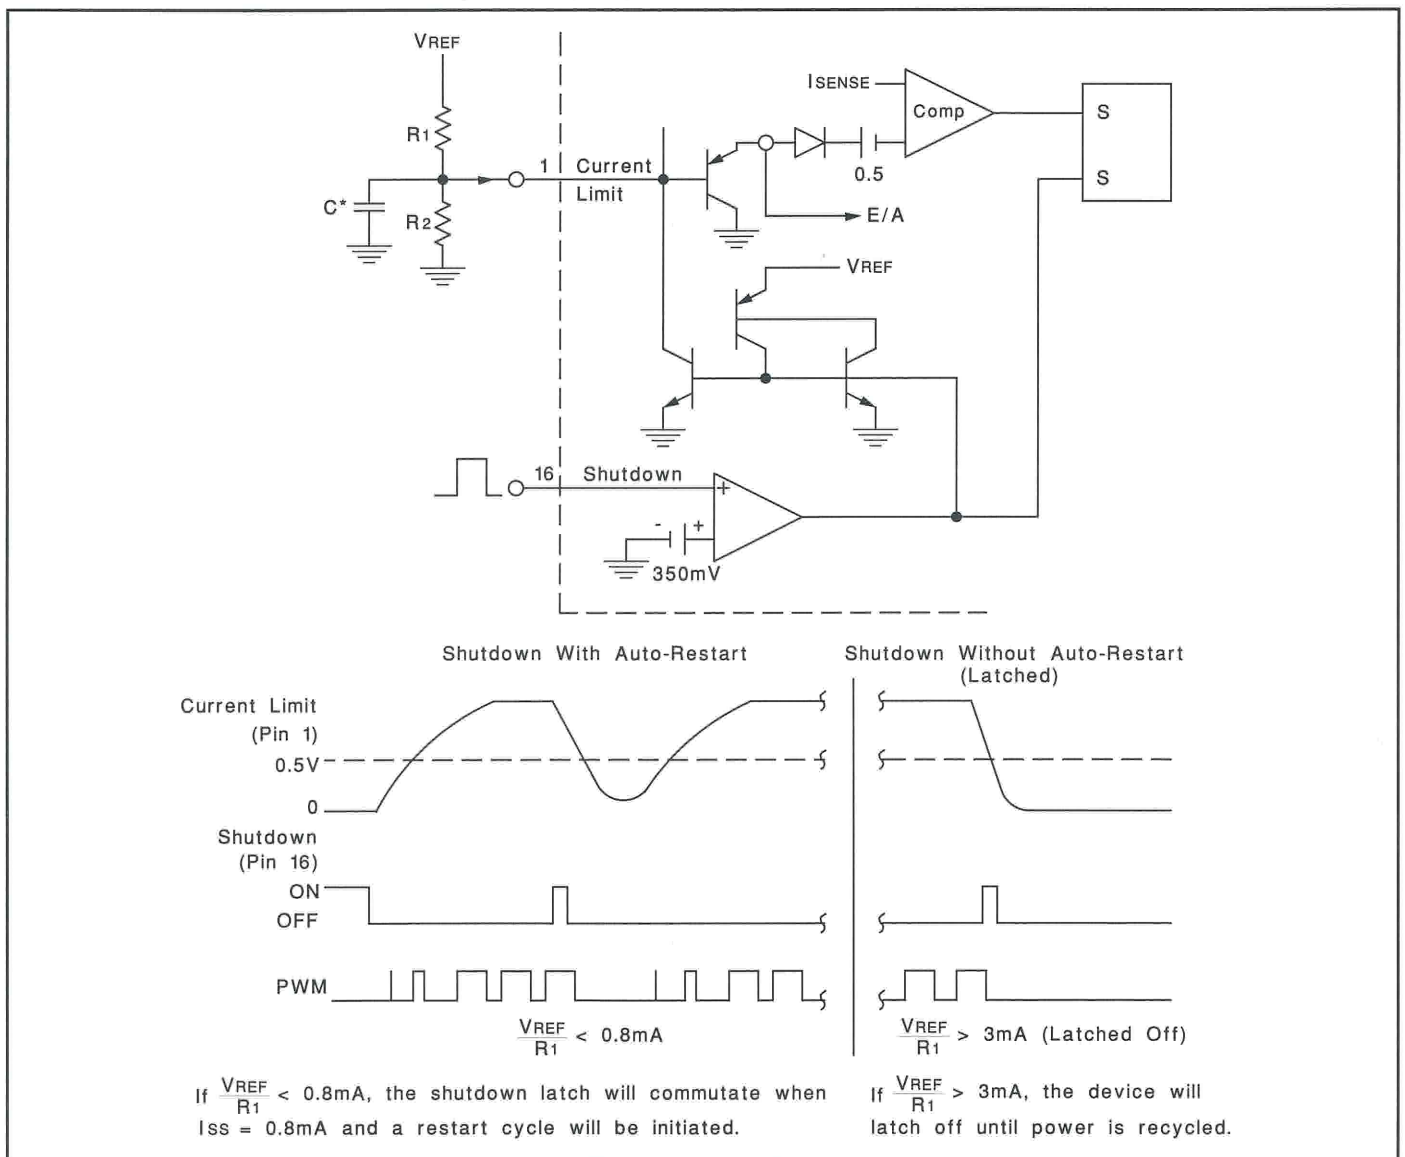 VREF
R1
C*
R2
1 Current
Limit
ISENSE
Comp
0.5
E/A
S
S
VREF
16 Shutdown
+
- +
350mV
Shutdown With Auto-Restart
Shutdown Without Auto-Restart
(Latched)
Current Limit
(Pin 1)
0.5V
0
Shutdown
(Pin 16)
ON
OFF
PWM
VREF
R1
< 0.8mA
VREF
R1
> 3mA (Latched Off)
If VREF
R1
< 0.8mA, the shutdown latch will commutate when
ISS = 0.8mA and a restart cycle will be initiated.
If VREF
R1
> 3mA, the device will
latch off until power is recycled.